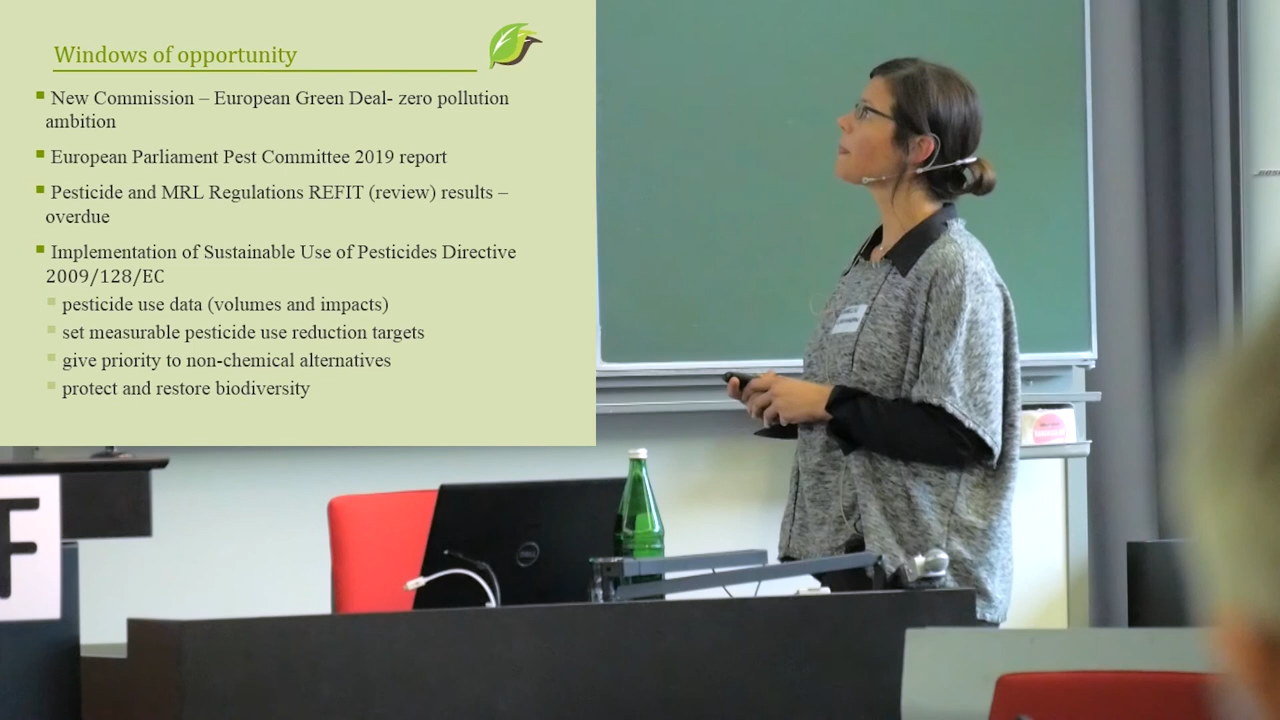 Windows of opportunity
New Commission – European Green Deal- zero pollution
ambition
European Parliament Pest Committee 2019 report
Pesticide and MRL Regulations REFIT (review) results –
overdue
Implementation of Sustainable Use of Pesticides Directive
2009/128/EC
pesticide use data (volumes and impacts)
set measurable pesticide use reduction targets
give priority to non-chemical alternatives
protect and restore biodiversity
F
DELL